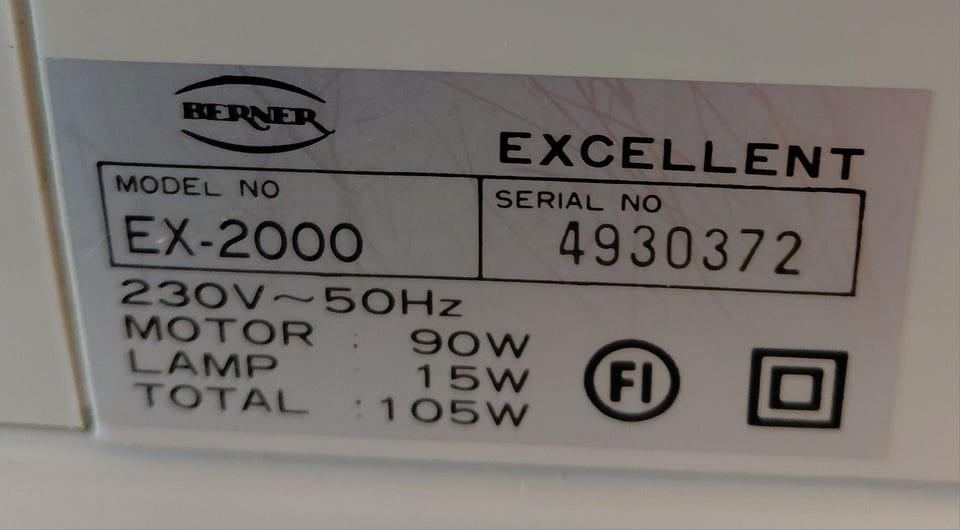 BERNER
EXCELLENT
MODEL NO
EX-2000
SERIAL NO
4930372
230V~50Hz
MOTOR : 90W
LAMP : 15W
TOTAL : 105W
FI